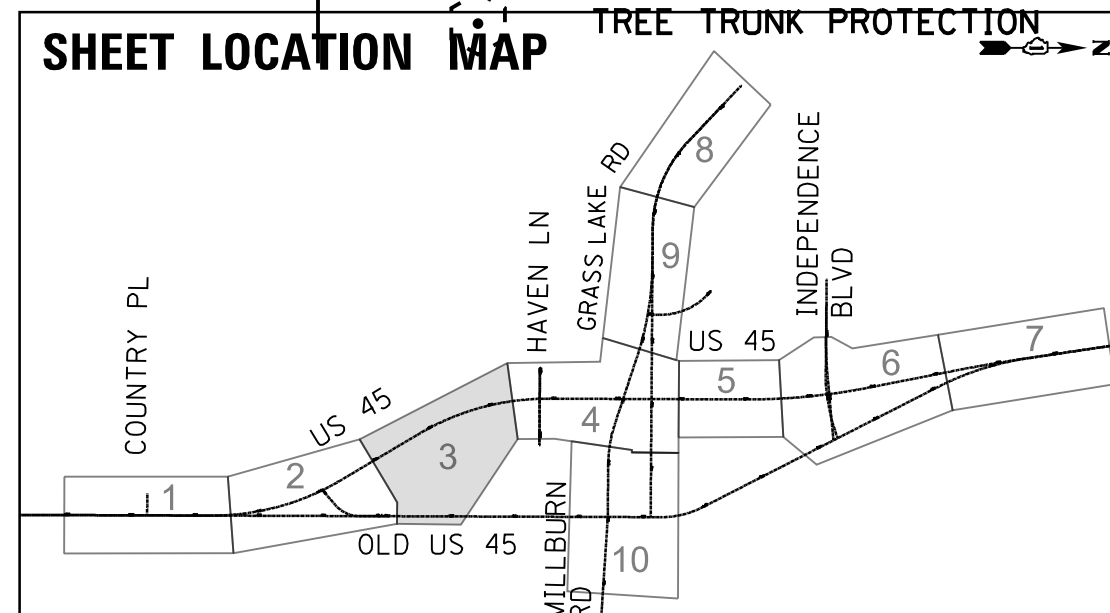 TREE TRUNK PROTECTION
SHEET LOCATION MAP
N
8
GRASS LAKE RD
INDEPENDENCE
BLVD
HAVEN LN
9
COUNTRY PL
US 45
7
6
5
US 45
4
3
2
1
OLD US 45
MILLBURN
RD
10